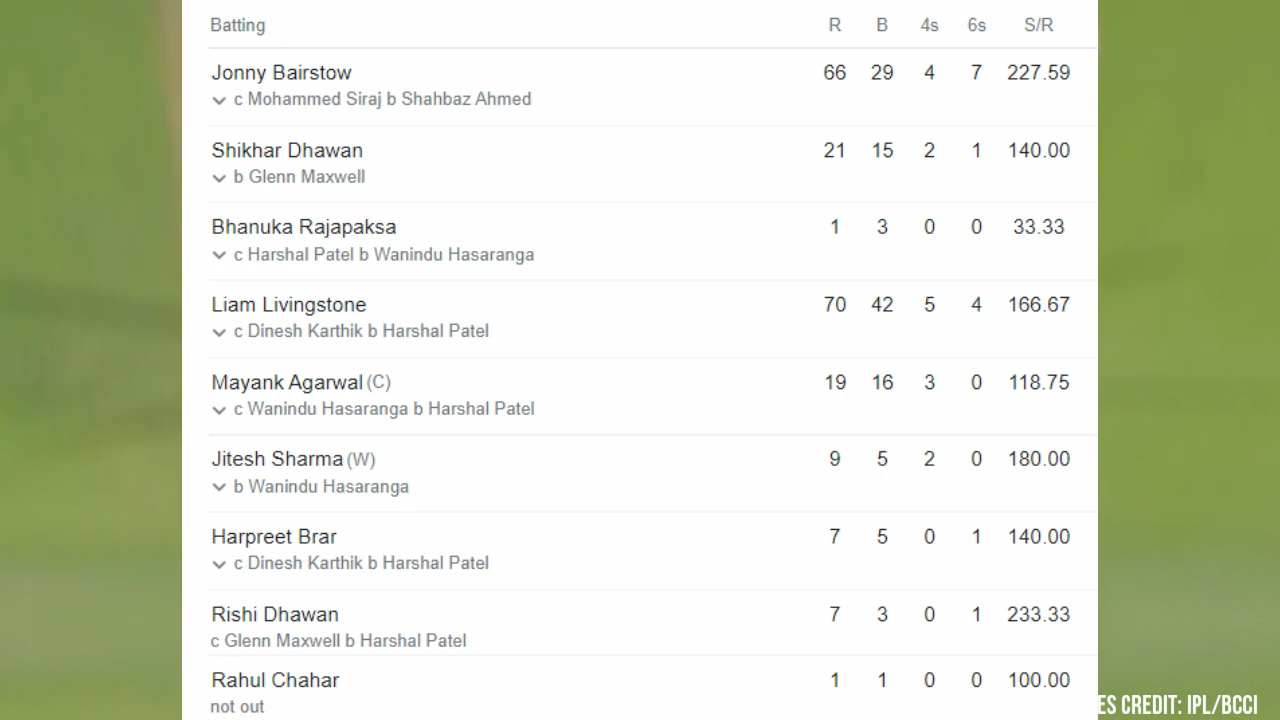 Batting R B 4s 6s S/R
Jonny Bairstow 66 29 4 7 227.59
c Mohammed Siraj b Shahbaz Ahmed
Shikhar Dhawan 21 15 2 1 140.00
b Glenn Maxwell
Bhanuka Rajapaksa 1 3 0 0 33.33
c Harshal Patel b Wanindu Hasaranga
Liam Livingstone 70 42 5 4 166.67
c Dinesh Karthik b Harshal Patel
Mayank Agarwal (C) 19 16 3 0 118.75
c Wanindu Hasaranga b Harshal Patel
Jitesh Sharma (W) 9 5 2 0 180.00
b Wanindu Hasaranga
Harpreet Brar 7 5 0 1 140.00
c Dinesh Karthik b Harshal Patel
Rishi Dhawan 7 3 0 1 233.33
c Glenn Maxwell b Harshal Patel
Rahul Chahar 1 1 0 0 100.00
not out
ES CREDIT: IPL/BCCI